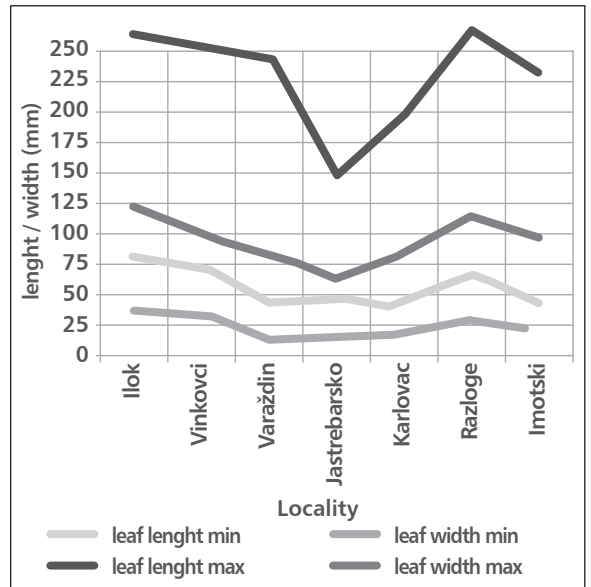 lenght / width (mm)
250
225
200
175
150
125
100
75
50
25
0
Ilok
Vinkovci
Varaždin
Jastrebarsko
Karlovac
Razloge
Imotski
Locality
leaf lenght min
leaf width min
leaf lenght max
leaf width max